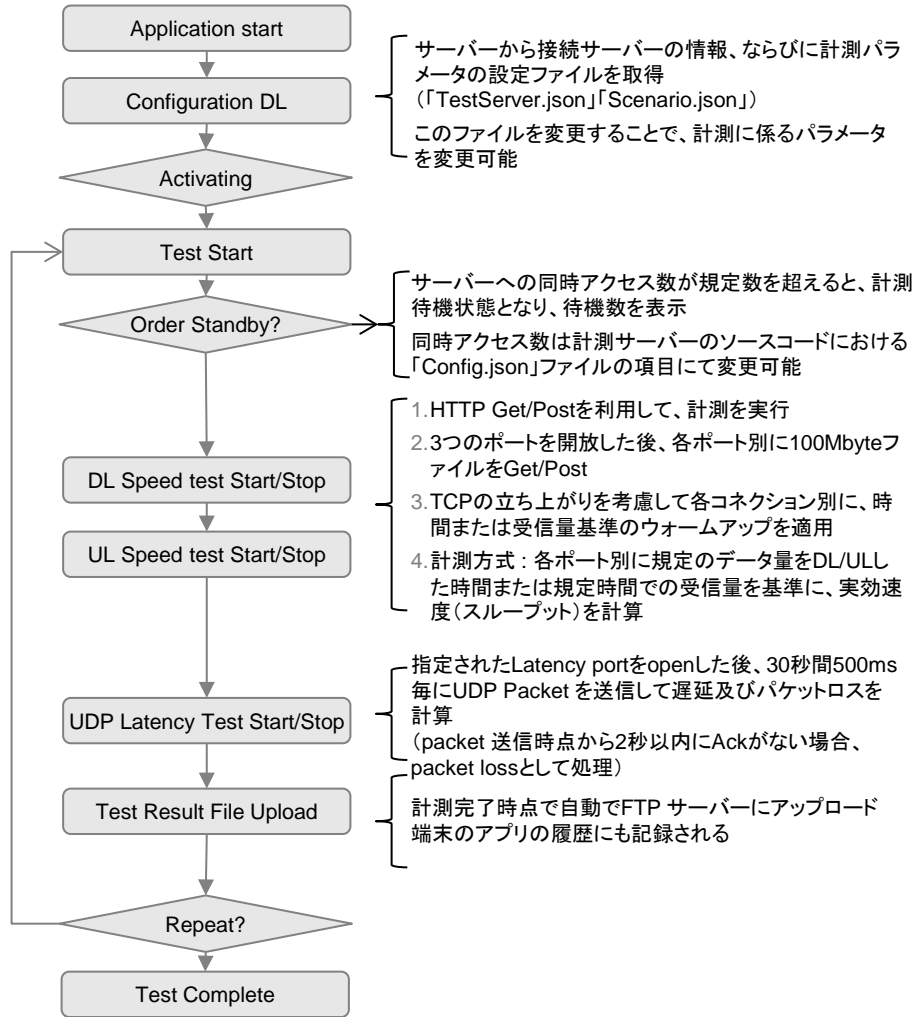 Application start
Configuration DL
サーバーから接続サーバーの情報、ならびに計測パラ
メータの設定ファイルを取得
（「TestServer.json」「Scenario.json」）
このファイルを変更することで、計測に係るパラメータ
を変更可能
Activating
Test Start
Order Standby?
サーバーへの同時アクセス数が規定数を超えると、計測
待機状態となり、待機数を表示
同時アクセス数は計測サーバーのソースコードにおける
「Config.json」ファイルの項目にて変更可能
DL Speed test Start/Stop
UL Speed test Start/Stop
1.HTTP Get/Postを利用して、計測を実行
2.3つのポートを開放した後、各ポート別に100Mbyteフ
ァイルをGet/Post
3.TCPの立ち上がりを考慮して各コネクション別に、時
間または受信量基準のウォームアップを適用
4.計測方式：各ポート別に規定のデータ量をDL/ULし
た時間または規定時間での受信量を基準に、実効速
度（スループット）を計算
UDP Latency Test Start/Stop
指定されたLatency portをopenした後、30秒間500ms
毎にUDP Packet を送信して遅延及びパケットロスを
計算
（packet 送信時点から2秒以内にAckがない場合、
packet lossとして処理）
Test Result File Upload
計測完了時点で自動でFTP サーバーにアップロード
端末のアプリの履歴にも記録される
Repeat?
Test Complete